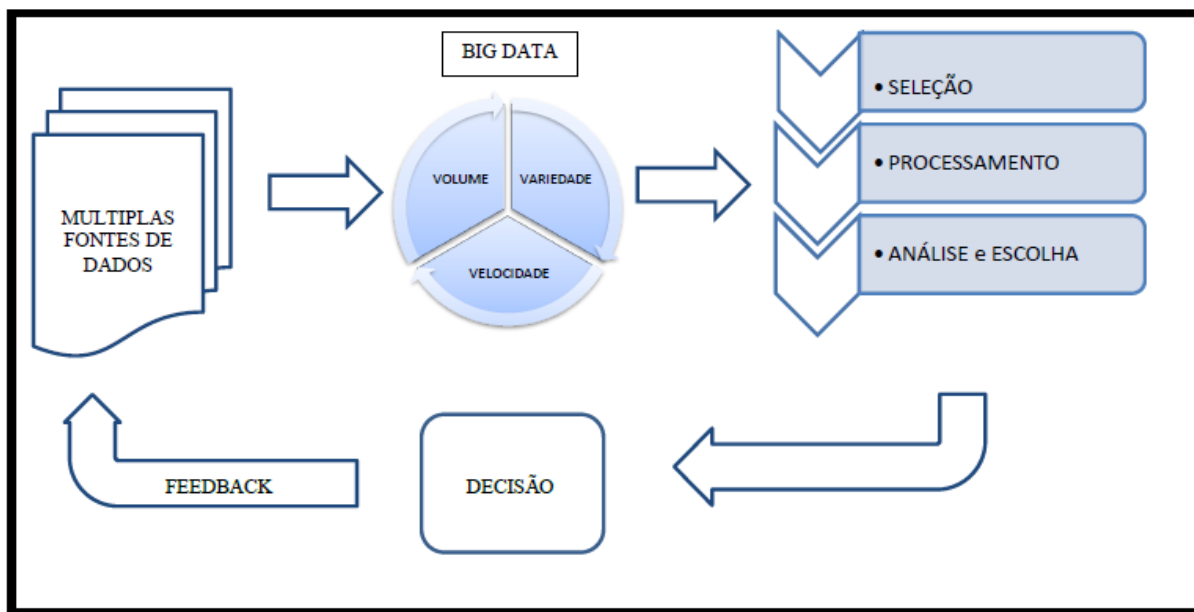 MULTIPLAS
FONTES DE
DADOS
BIG DATA
VOLUME
VARIEDADE
VELOCIDADE
• SELEÇÃO
• PROCESSAMENTO
• ANÁLISE e ESCOLHA
DECISÃO
FEEDBACK